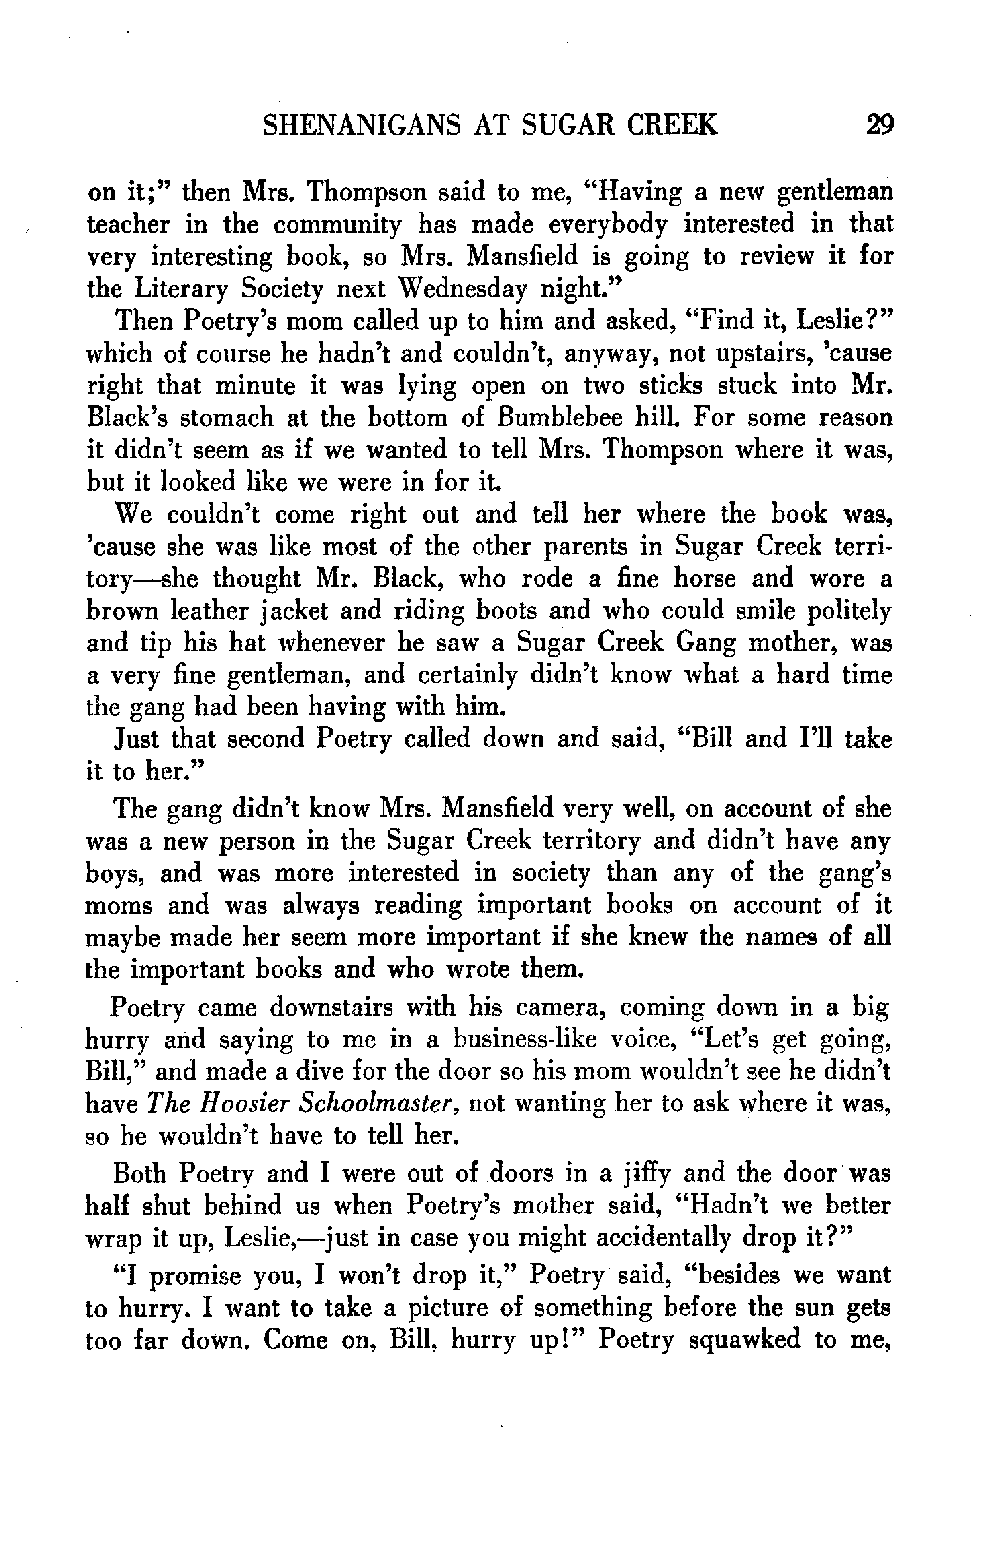 SHENANIGANS AT SUGAR CREEK 29
on it;” then Mrs. Thompson said to me, “Having a new gentleman
teacher in the community has made everybody interested in that
very interesting book, so Mrs. Mansfield is going to review it for
the Literary Society next Wednesday night.”
Then Poetry’s mom called up to him and asked, “Find it, Leslie?”
which of course he hadn’t and couldn’t, anyway, not upstairs, ’cause
right that minute it was lying open on two sticks stuck into Mr.
Black’s stomach at the bottom of Bumblebee hill. For some reason
it didn’t seem as if we wanted to tell Mrs. Thompson where it was,
but it looked like we were in for it.
We couldn’t come right out and tell her where the book was,
’cause she was like most of the other parents in Sugar Creek terri-
tory—she thought Mr. Black, who rode a fine horse and wore a
brown leather jacket and riding boots and who could smile politely
and tip his hat whenever he saw a Sugar Creek Gang mother, was
a very fine gentleman, and certainly didn’t know what a hard time
the gang had been having with him.
Just that second Poetry called down and said, “Bill and I’ll take
it to her.”
The gang didn’t know Mrs. Mansfield very well, on account of she
was a new person in the Sugar Creek territory and didn’t have any
boys, and was more interested in society than any of the gang’s
moms and was always reading important books on account of it
maybe made her seem more important if she knew the names of all
the important books and who wrote them.
Poetry came downstairs with his camera, coming down in a big
hurry and saying to me in a business-like voice, “Let’s get going,
Bill,” and made a dive for the door so his mom wouldn’t see he didn’t
have The Hoosier Schoolmaster, not wanting her to ask where it was,
so he wouldn’t have to tell her.
Both Poetry and I were out of doors in a jiffy and the door was
half shut behind us when Poetry’s mother said, “Hadn’t we better
wrap it up, Leslie,—just in case you might accidentally drop it?”
“I promise you, I won’t drop it,” Poetry said, “besides we want
to hurry. I want to take a picture of something before the sun gets
too far down. Come on, Bill, hurry up!” Poetry squawked to me,